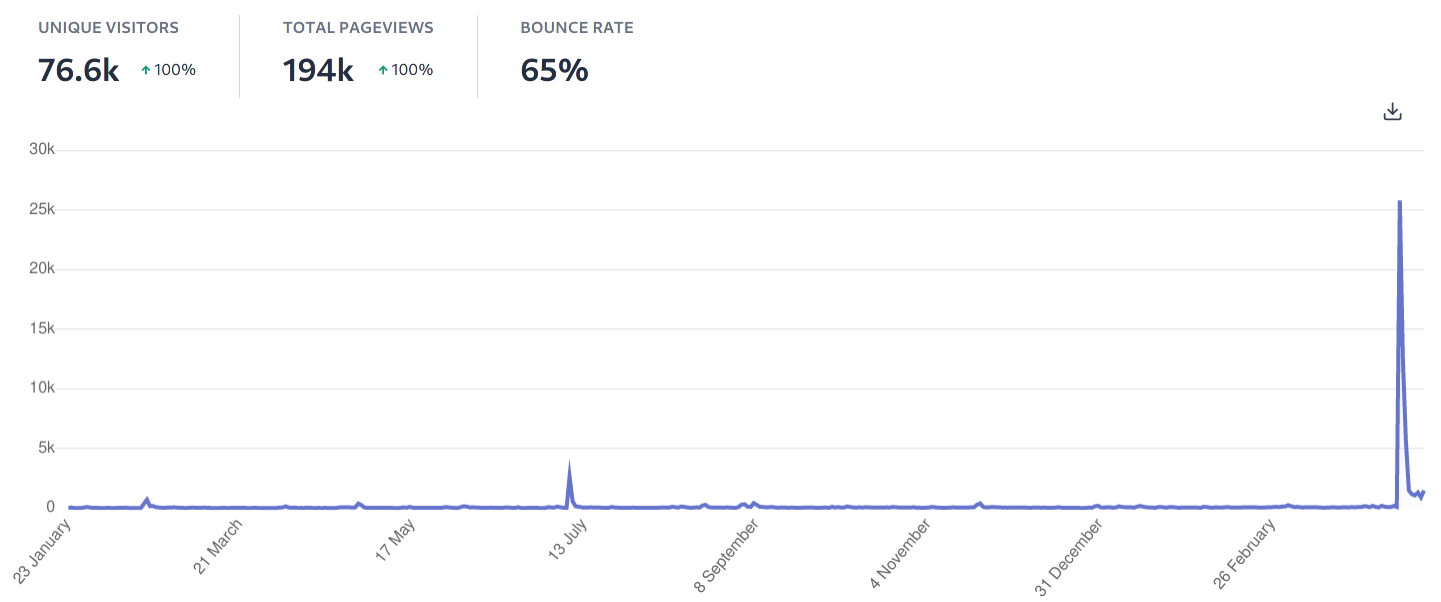 UNIQUE VISITORS
76.6k ↑ 100%
TOTAL PAGEVIEWS
194k ↑ 100%
BOUNCE RATE
65%
30k
25k
20k
15k
10k
5k
0
23 January
21 March
17 May
13 July
8 September
4 November
31 December
26 February